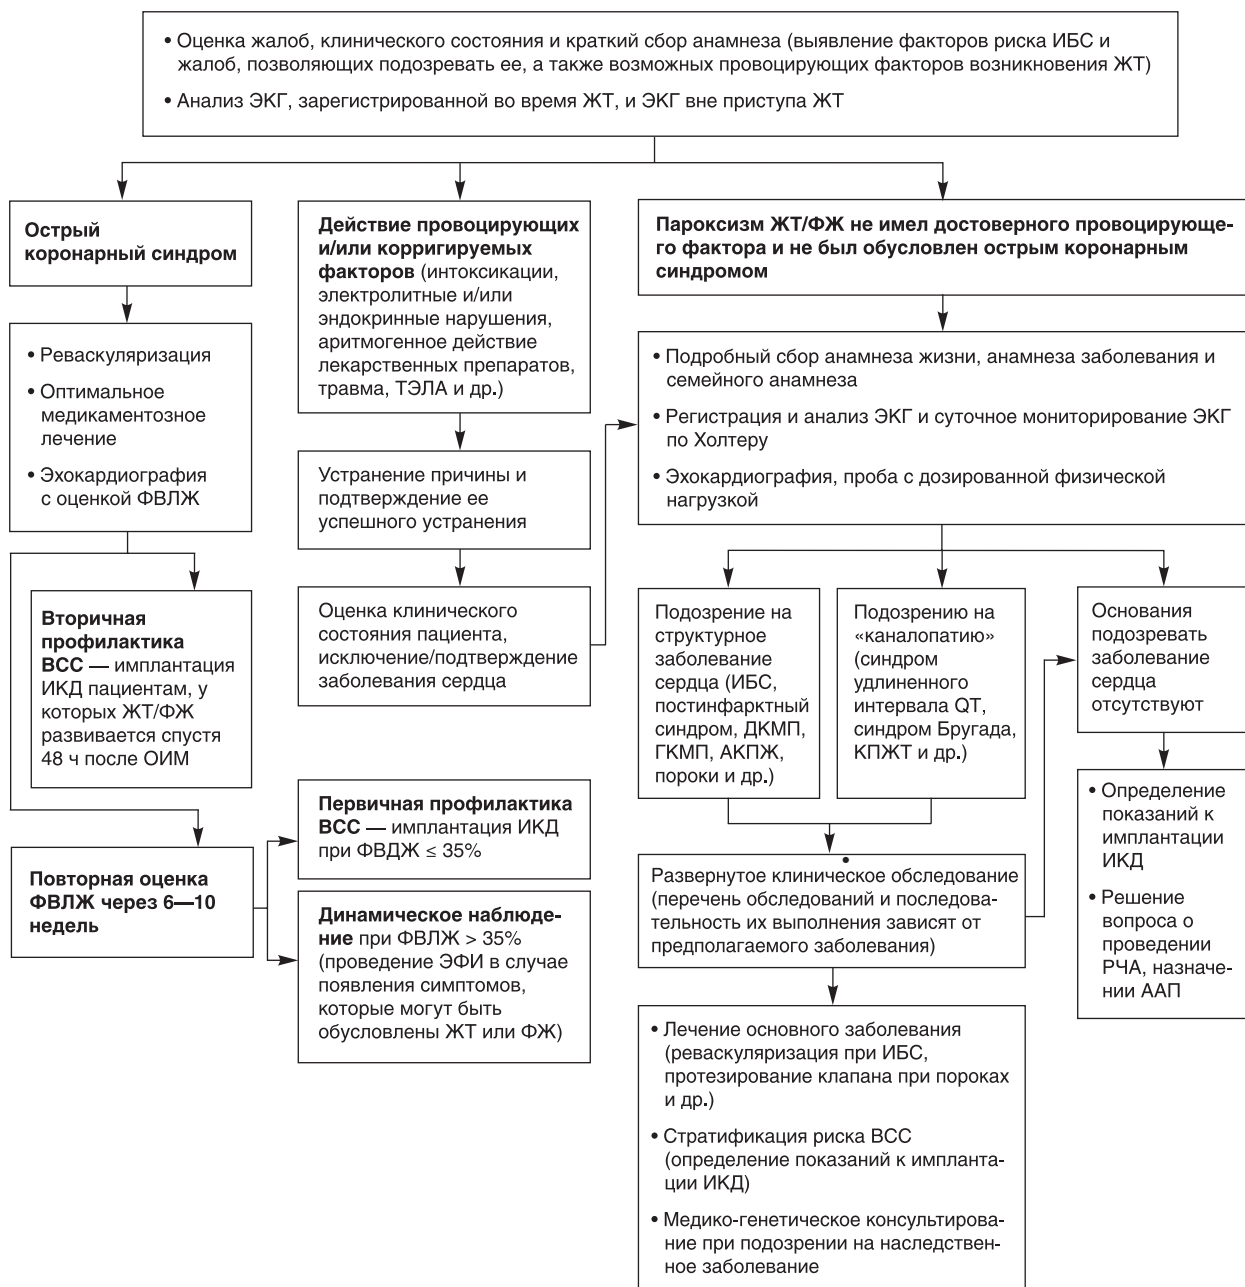 • Оценка жалоб, клинического состояния и краткий сбор анамнеза (выявление факторов риска ИБС и
жалоб, позволяющих подозревать ее, а также возможных провоцирующих факторов возникновения ЖТ)
• Анализ ЭКГ, зарегистрированной во время ЖТ, и ЭКГ вне приступа ЖТ
Острый
коронарный синдром
• Реваскуляризация
• Оптимальное
медикаментозное
лечение
• Эхокардиография
с оценкой ФВЛЖ
Вторичная
профилактика
ВСС — имплантация
ИКД пациентам, у
которых ЖТ/ФЖ
развивается спустя
48 ч после ОИМ
Повторная оценка
ФВЛЖ через 6—10
недель
Действие провоцирующих
и/или корригируемых
факторов (интоксикации,
электролитные и/или
эндокринные нарушения,
аритмогенное действие
лекарственных препаратов,
травма, ТЭЛА и др.)
Устранение причины и
подтверждение ее
успешного устранения
Оценка клинического
состояния пациента,
исключение/подтверждение
заболевания сердца
Первичная профилактика
ВСС — имплантация ИКД
при ФВДЖ ≤ 35%
Динамическое наблюде-
ние при ФВЛЖ > 35%
(проведение ЭФИ в случае
появления симптомов,
которые могут быть
обусловлены ЖТ или ФЖ)
Пароксизм ЖТ/ФЖ не имел достоверного провоцирующе-
го фактора и не был обусловлен острым коронарным
синдромом
• Подробный сбор анамнеза жизни, анамнеза заболевания и
семейного анамнеза
• Регистрация и анализ ЭКГ и суточное мониторирование ЭКГ
по Холтеру
• Эхокардиография, проба с дозированной физической
нагрузкой
Подозрение на
структурное
заболевание
сердца (ИБС,
постинфарктный
синдром, ДКМП,
ГКМП, АКПЖ,
пороки и др.)
Подозрению на
«каналопатию»
(синдром
удлиненного
интервала QT,
синдром Бругада,
КПЖТ и др.)
Основания
подозревать
заболевание
сердца
отсутствуют
• Определение
показаний к
имплантации
ИКД
• Решение
вопроса о
проведении
РЧА, назначе-
нии ААП
•
Развернутое клиническое обследование
(перечень обследований и последова-
тельность их выполнения зависят от
предполагаемого заболевания)
• Лечение основного заболевания
(реваскуляризация при ИБС,
протезирование клапана при пороках
и др.)
• Стратификация риска ВСС
(определение показаний к импланта-
ции ИКД)
• Медико-генетическое консультирова-
ние при подозрении на наследствен-
ное заболевание